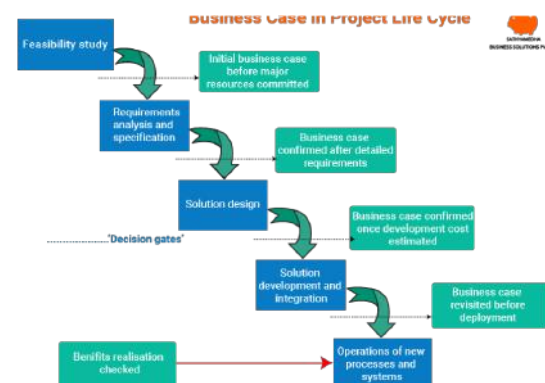 Business Case in Project Life Cycle
BUSINESS SOLUTIONS
Feasibility study
Initial business case
before major
resources committed
Requirements
analysis and
specification
Business case
confirmed after detailed
requirements
Solution design
Business case confirmed
once development cost
estimated
"Decision gates"
Solution
development and
integration
Business case
revisited before
deployment
Benifits realisation
checked
Operations of new
processes and
systems